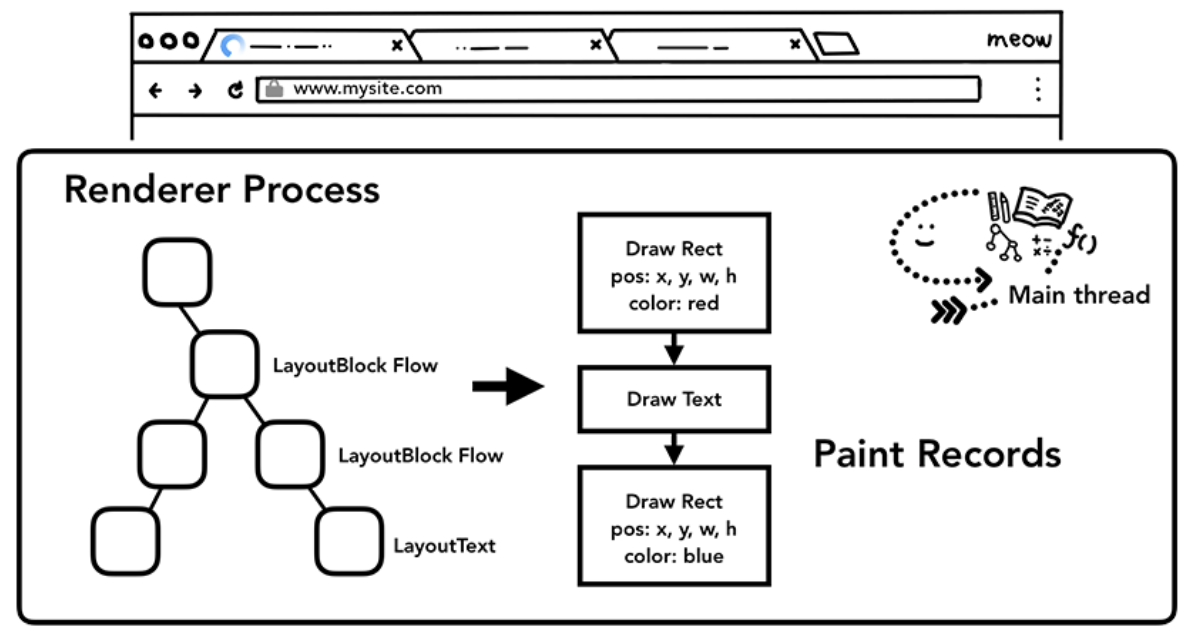 meow
www.mysite.com
Renderer Process
LayoutBlock Flow
LayoutBlock Flow
LayoutText
Draw Rect
pos: x, y, w, h
color: red
Draw Text
Draw Rect
pos: x, y, w, h
color: blue
Paint Records
+-
×÷
f()
Main thread